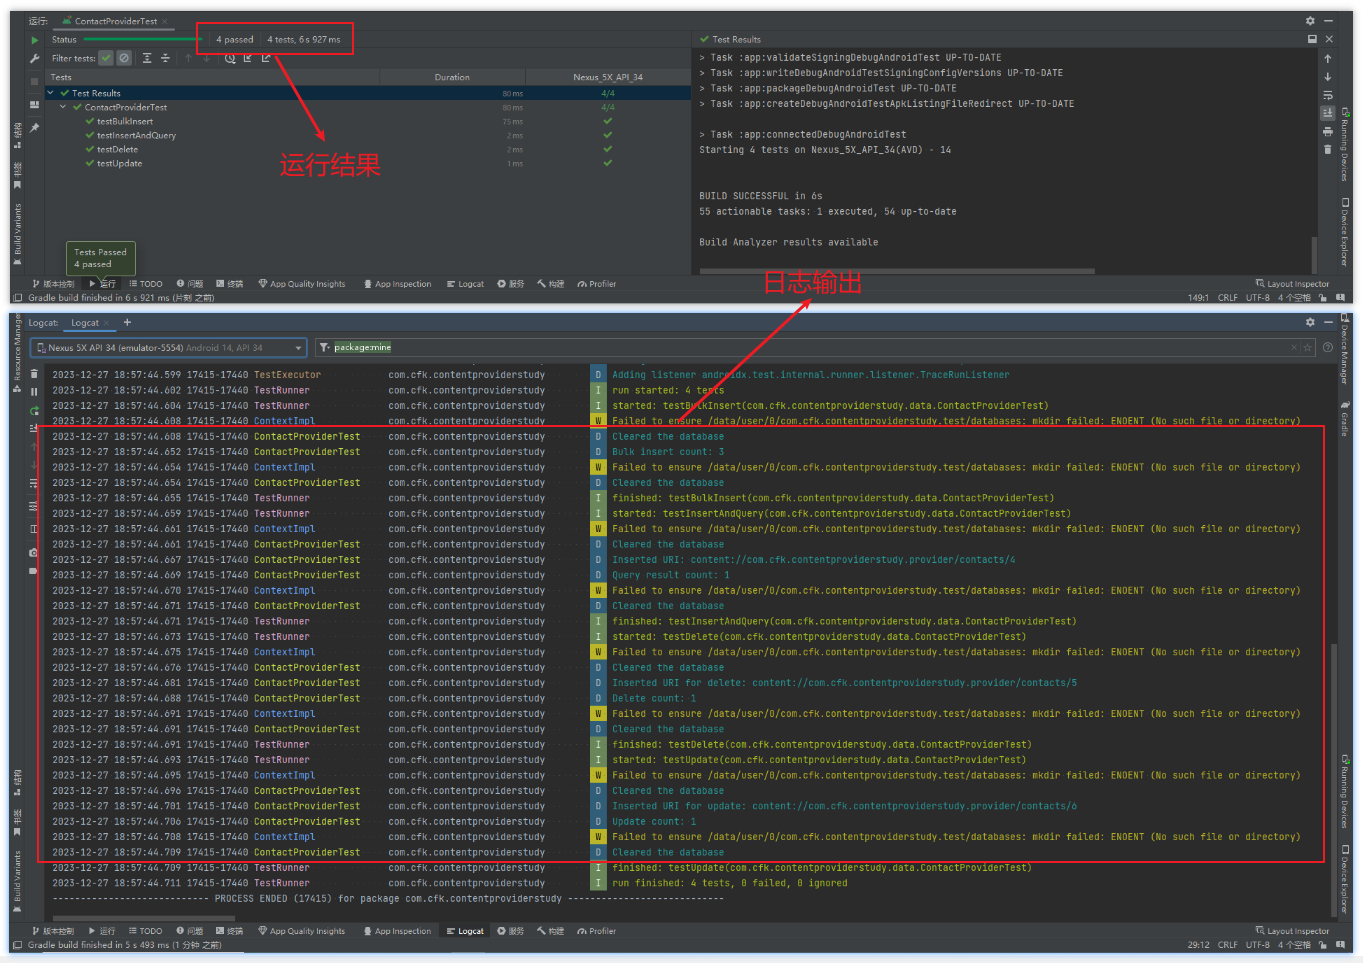 运行: ContactProviderTest
Status 4 passed 4 tests, 6 s 927 ms
Filter tests:
Tests Duration Nexus_5X_API_34
Test Results 80 ms 4/4
ContactProviderTest 80 ms 4/4
testBulkInsert 75 ms
testInsertAndQuery 2 ms
testDelete 2 ms
testUpdate 1 ms
运行结果
Tests Passed
4 passed
Test Results
> Task :app:validateSigningDebugAndroidTest UP-TO-DATE
> Task :app:writeDebugAndroidTestSigningConfigVersions UP-TO-DATE
> Task :app:packageDebugAndroidTest UP-TO-DATE
> Task :app:createDebugAndroidTestApkListingFileRedirect UP-TO-DATE
> Task :app:connectedDebugAndroidTest
Starting 4 tests on Nexus_5X_API_34(AVD) - 14
BUILD SUCCESSFUL in 6s
55 actionable tasks: 1 executed, 54 up-to-date
Build Analyzer results available
结构
书签
Build Variants
Running Devices
Device Explorer
日志输出
版本控制 运行 TODO 问题 终端 App Quality Insights App Inspection Logcat 服务 构建 Profiler Layout Inspector
Gradle build finished in 6 s 921 ms (片刻 之前) 149:1 CRLF UTF-8 4 个空格
Logcat: Logcat
Nexus 5X API 34 (emulator-5554) Android 14, API 34 package:mine
2023-12-27 18:57:44.599 17415-17440 TestExecutor com.cfk.contentproviderstudy D Adding listener androidx.test.internal.runner.listener.TraceRunListener
2023-12-27 18:57:44.602 17415-17440 TestRunner com.cfk.contentproviderstudy I run started: 4 tests
2023-12-27 18:57:44.604 17415-17440 TestRunner com.cfk.contentproviderstudy I started: testBulkInsert(com.cfk.contentproviderstudy.data.ContactProviderTest)
2023-12-27 18:57:44.608 17415-17440 ContextImpl com.cfk.contentproviderstudy W Failed to ensure /data/user/0/com.cfk.contentproviderstudy.test/databases: mkdir failed: ENOENT (No such file or directory)
2023-12-27 18:57:44.608 17415-17440 ContactProviderTest com.cfk.contentproviderstudy D Cleared the database
2023-12-27 18:57:44.652 17415-17440 ContactProviderTest com.cfk.contentproviderstudy D Bulk insert count: 3
2023-12-27 18:57:44.654 17415-17440 ContextImpl com.cfk.contentproviderstudy W Failed to ensure /data/user/0/com.cfk.contentproviderstudy.test/databases: mkdir failed: ENOENT (No such file or directory)
2023-12-27 18:57:44.654 17415-17440 ContactProviderTest com.cfk.contentproviderstudy D Cleared the database
2023-12-27 18:57:44.655 17415-17440 TestRunner com.cfk.contentproviderstudy I finished: testBulkInsert(com.cfk.contentproviderstudy.data.ContactProviderTest)
2023-12-27 18:57:44.659 17415-17440 TestRunner com.cfk.contentproviderstudy I started: testInsertAndQuery(com.cfk.contentproviderstudy.data.ContactProviderTest)
2023-12-27 18:57:44.661 17415-17440 ContextImpl com.cfk.contentproviderstudy W Failed to ensure /data/user/0/com.cfk.contentproviderstudy.test/databases: mkdir failed: ENOENT (No such file or directory)
2023-12-27 18:57:44.661 17415-17440 ContactProviderTest com.cfk.contentproviderstudy D Cleared the database
2023-12-27 18:57:44.667 17415-17440 ContactProviderTest com.cfk.contentproviderstudy D Inserted URI: content://com.cfk.contentproviderstudy.provider/contacts/4
2023-12-27 18:57:44.669 17415-17440 ContactProviderTest com.cfk.contentproviderstudy D Query result count: 1
2023-12-27 18:57:44.670 17415-17440 ContextImpl com.cfk.contentproviderstudy W Failed to ensure /data/user/0/com.cfk.contentproviderstudy.test/databases: mkdir failed: ENOENT (No such file or directory)
2023-12-27 18:57:44.671 17415-17440 ContactProviderTest com.cfk.contentproviderstudy D Cleared the database
2023-12-27 18:57:44.671 17415-17440 TestRunner com.cfk.contentproviderstudy I finished: testInsertAndQuery(com.cfk.contentproviderstudy.data.ContactProviderTest)
2023-12-27 18:57:44.673 17415-17440 TestRunner com.cfk.contentproviderstudy I started: testDelete(com.cfk.contentproviderstudy.data.ContactProviderTest)
2023-12-27 18:57:44.675 17415-17440 ContextImpl com.cfk.contentproviderstudy W Failed to ensure /data/user/0/com.cfk.contentproviderstudy.test/databases: mkdir failed: ENOENT (No such file or directory)
2023-12-27 18:57:44.676 17415-17440 ContactProviderTest com.cfk.contentproviderstudy D Cleared the database
2023-12-27 18:57:44.681 17415-17440 ContactProviderTest com.cfk.contentproviderstudy D Inserted URI for delete: content://com.cfk.contentproviderstudy.provider/contacts/5
2023-12-27 18:57:44.688 17415-17440 ContactProviderTest com.cfk.contentproviderstudy D Delete count: 1
2023-12-27 18:57:44.691 17415-17440 ContextImpl com.cfk.contentproviderstudy W Failed to ensure /data/user/0/com.cfk.contentproviderstudy.test/databases: mkdir failed: ENOENT (No such file or directory)
2023-12-27 18:57:44.691 17415-17440 ContactProviderTest com.cfk.contentproviderstudy D Cleared the database
2023-12-27 18:57:44.691 17415-17440 TestRunner com.cfk.contentproviderstudy I finished: testDelete(com.cfk.contentproviderstudy.data.ContactProviderTest)
2023-12-27 18:57:44.693 17415-17440 TestRunner com.cfk.contentproviderstudy I started: testUpdate(com.cfk.contentproviderstudy.data.ContactProviderTest)
2023-12-27 18:57:44.695 17415-17440 ContextImpl com.cfk.contentproviderstudy W Failed to ensure /data/user/0/com.cfk.contentproviderstudy.test/databases: mkdir failed: ENOENT (No such file or directory)
2023-12-27 18:57:44.696 17415-17440 ContactProviderTest com.cfk.contentproviderstudy D Cleared the database
2023-12-27 18:57:44.701 17415-17440 ContactProviderTest com.cfk.contentproviderstudy D Inserted URI for update: content://com.cfk.contentproviderstudy.provider/contacts/6
2023-12-27 18:57:44.706 17415-17440 ContactProviderTest com.cfk.contentproviderstudy D Update count: 1
2023-12-27 18:57:44.708 17415-17440 ContextImpl com.cfk.contentproviderstudy W Failed to ensure /data/user/0/com.cfk.contentproviderstudy.test/databases: mkdir failed: ENOENT (No such file or directory)
2023-12-27 18:57:44.709 17415-17440 ContactProviderTest com.cfk.contentproviderstudy D Cleared the database
2023-12-27 18:57:44.709 17415-17440 TestRunner com.cfk.contentproviderstudy I finished: testUpdate(com.cfk.contentproviderstudy.data.ContactProviderTest)
2023-12-27 18:57:44.711 17415-17440 TestRunner com.cfk.contentproviderstudy I run finished: 4 tests, 0 failed, 0 ignored
--------------------------- PROCESS ENDED (17415) for package com.cfk.contentproviderstudy ---------------------------
Resource Manager
结构
书签
Build Variants
Device Manager
Gradle
Running Devices
Device Explorer
版本控制 运行 TODO 问题 终端 App Quality Insights App Inspection Logcat 服务 构建 Profiler Layout Inspector
Gradle build finished in 5 s 493 ms (1 分钟 之前) 29:12 CRLF UTF-8 4 个空格